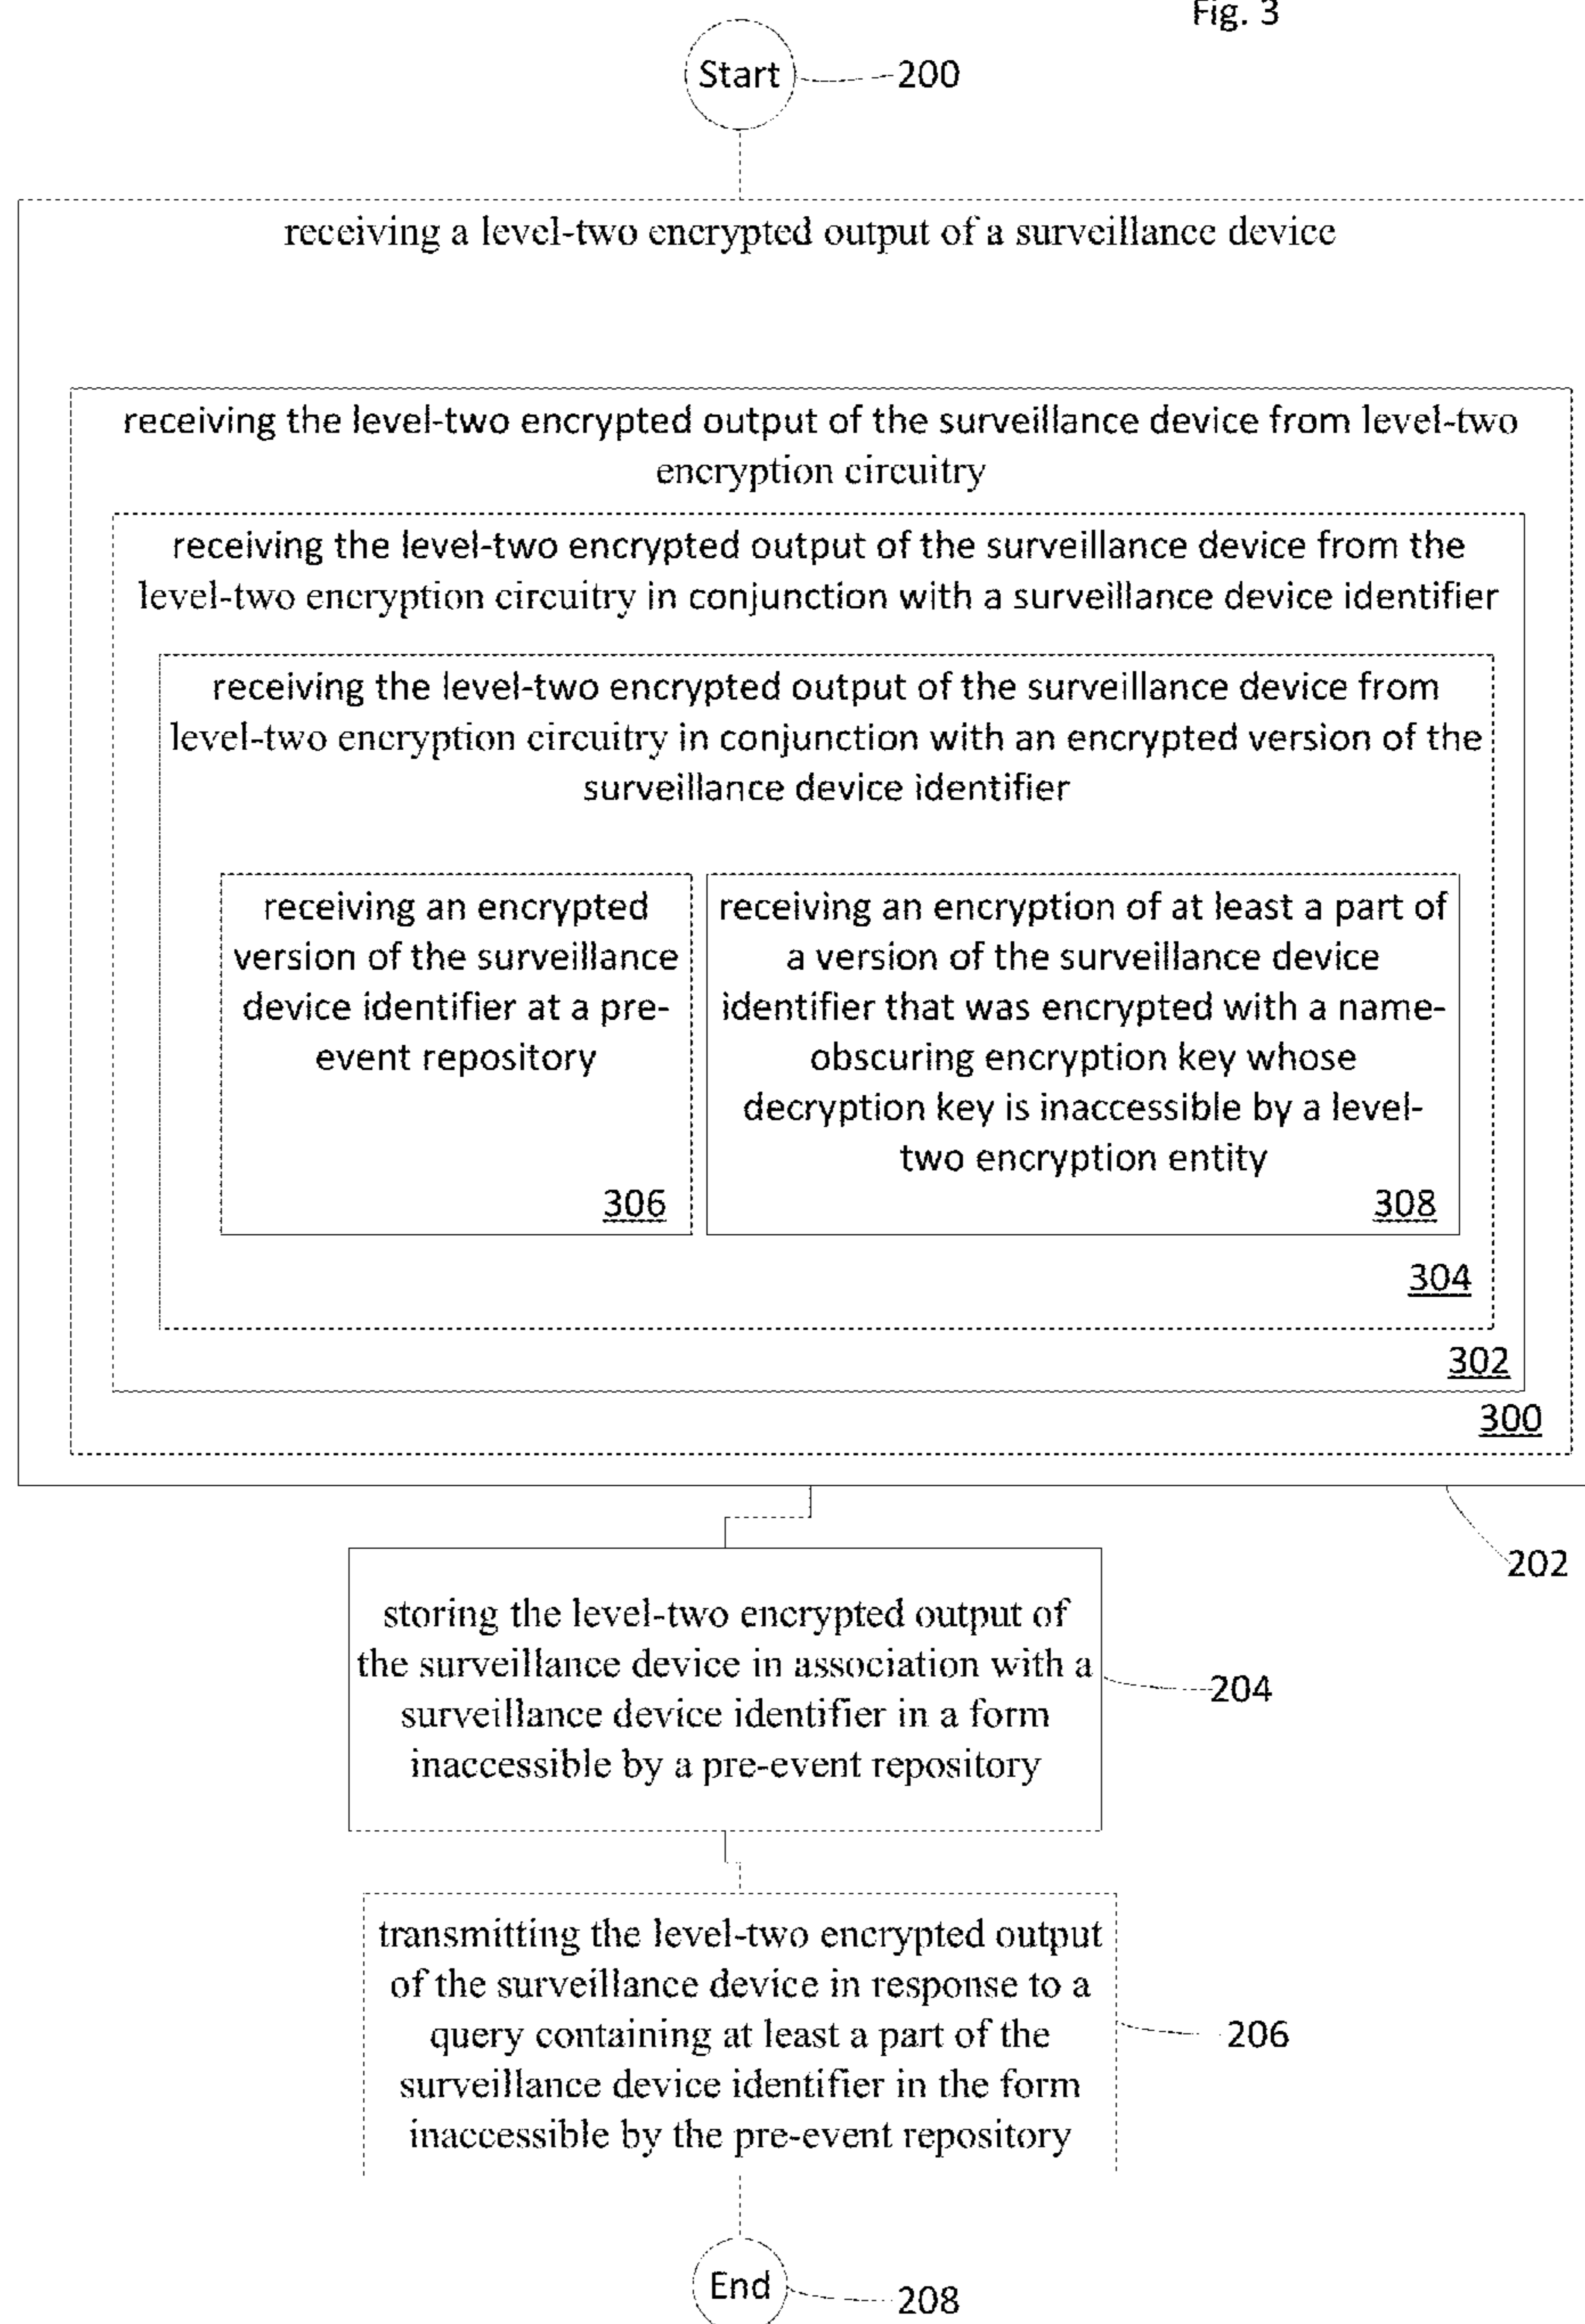 Fig. 3
Start
200
receiving a level-two encrypted output of a surveillance device
receiving the level-two encrypted output of the surveillance device from level-two
encryption circuitry
receiving the level-two encrypted output of the surveillance device from the
level-two encryption circuitry in conjunction with a surveillance device identifier
receiving the level-two encrypted output of the surveillance device from
level-two encryption circuitry in conjunction with an encrypted version of the
surveillance device identifier
receiving an encrypted
version of the surveillance
device identifier at a pre-
event repository
306
receiving an encryption of at least a part of
a version of the surveillance device
identifier that was encrypted with a name-
obscuring encryption key whose
decryption key is inaccessible by a level-
two encryption entity
308
304
302
300
202
storing the level-two encrypted output of
the surveillance device in association with a
surveillance device identifier in a form
inaccessible by a pre-event repository
204
transmitting the level-two encrypted output
of the surveillance device in response to a
query containing at least a part of the
surveillance device identifier in the form
inaccessible by the pre-event repository
206
End
208